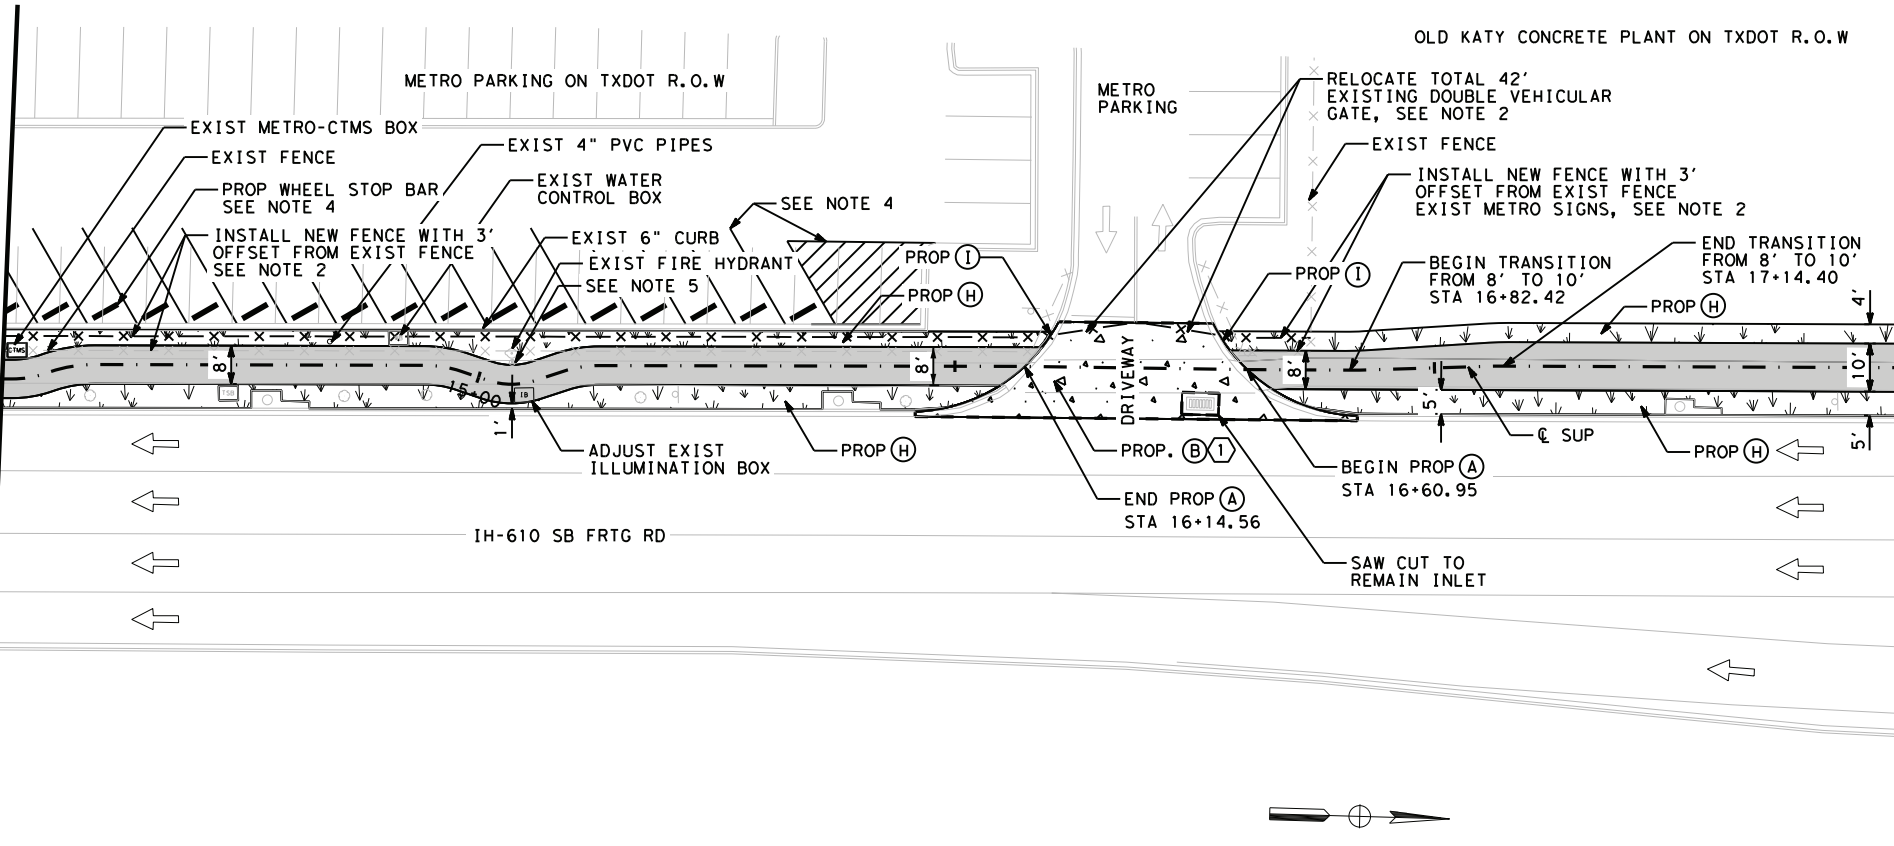 OLD KATY CONCRETE PLANT ON TXDOT R.O.W
METRO PARKING ON TXDOT R.O.W
METRO
PARKING
RELOCATE TOTAL 42'
EXISTING DOUBLE VEHICULAR
GATE, SEE NOTE 2
EXIST METRO-CTMS BOX
EXIST FENCE
PROP WHEEL STOP BAR
SEE NOTE 4
INSTALL NEW FENCE WITH 3'
OFFSET FROM EXIST FENCE
SEE NOTE 2
EXIST 4" PVC PIPES
EXIST WATER
CONTROL BOX
EXIST 6" CURB
EXIST FIRE HYDRANT
SEE NOTE 5
SEE NOTE 4
PROP I
PROP H
EXIST FENCE
INSTALL NEW FENCE WITH 3'
OFFSET FROM EXIST FENCE
EXIST METRO SIGNS, SEE NOTE 2
PROP I
BEGIN TRANSITION
FROM 8' TO 10'
STA 16+82.42
END TRANSITION
FROM 8' TO 10'
STA 17+14.40
PROP H
4'
CTMS
8'
TSB
15+00
IB
1'
8'
DRIVEWAY
8'
5'
10'
5'
ADJUST EXIST
ILLUMINATION BOX
PROP H
PROP. B 1
END PROP A
STA 16+14.56
BEGIN PROP A
STA 16+60.95
℄ SUP
PROP H
SAW CUT TO
REMAIN INLET
IH-610 SB FRTG RD